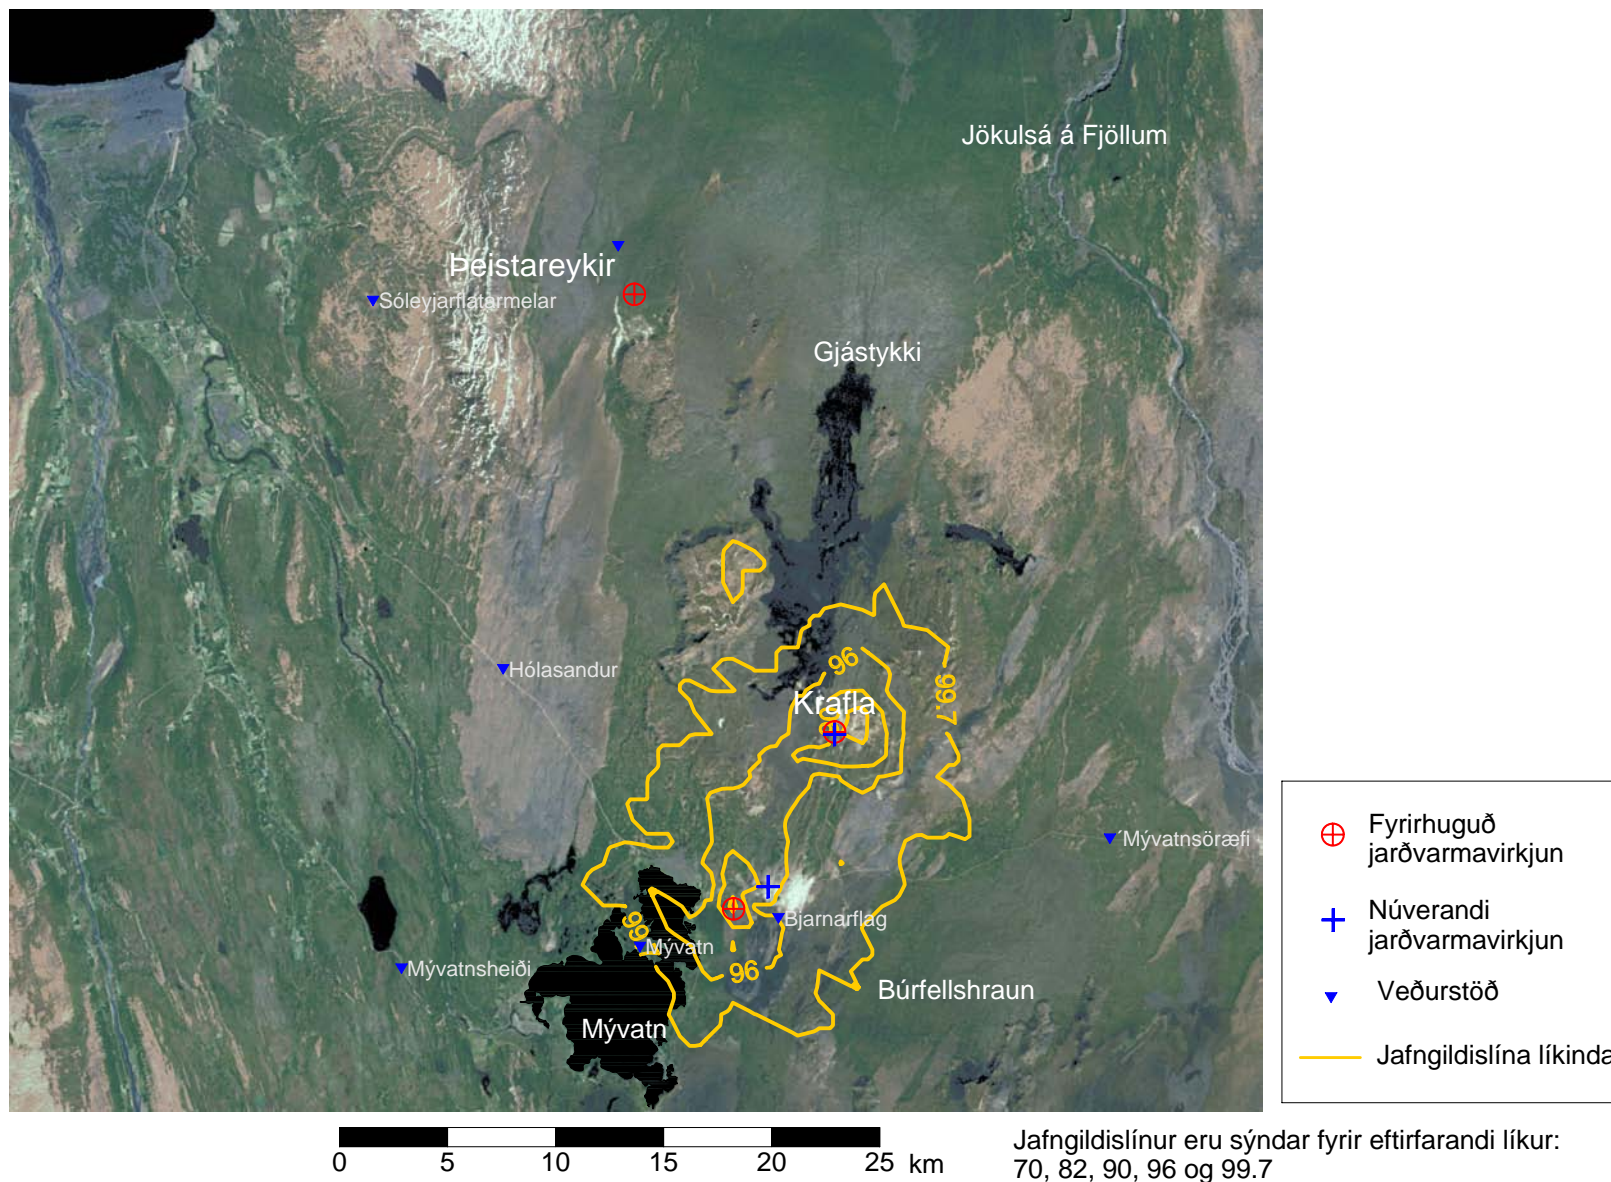 Jökulsá á Fjöllum
Þeistareykir
Sóleyjarflatarmelar
Gjástykki
Hólasandur
96
Krafla
99.7
Mývatnsöræfi
Bjarnarflag
99
Mývatn
Mývatnsheiði
96
Búrfellshraun
Mývatn
Fyrirhuguð
jarðvarmavirkjun
Núverandi
jarðvarmavirkjun
Veðurstöð
Jafngildislína líkinda
0 5 10 15 20 25 km
Jafngildislínur eru sýndar fyrir eftirfarandi líkur:
70, 82, 90, 96 og 99.7